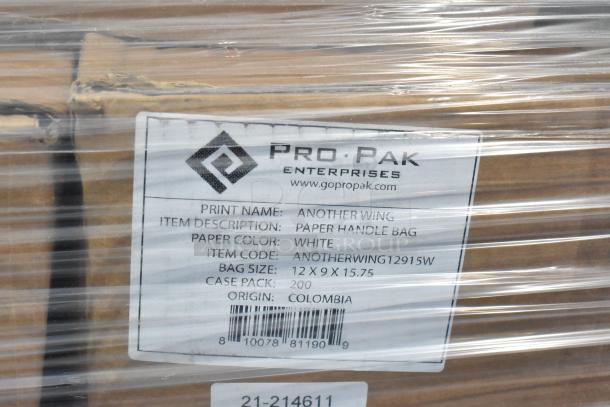 PRO·PAK
ENTERPRISES
www.gopropak.com
PRINT NAME: ANOTHER WING
ITEM DESCRIPTION: PAPER HANDLE BAG
PAPER COLOR: WHITE
ITEM CODE: ANOTHERWING12915W
BAG SIZE: 12 X 9 X 15.75
CASE PACK: 200
ORIGIN: COLOMBIA
8 10078 81190 9
21-214611